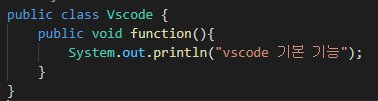 public class Vscode {
    public void function(){
        System.out.println("vscode 기본 기능");
    }
}